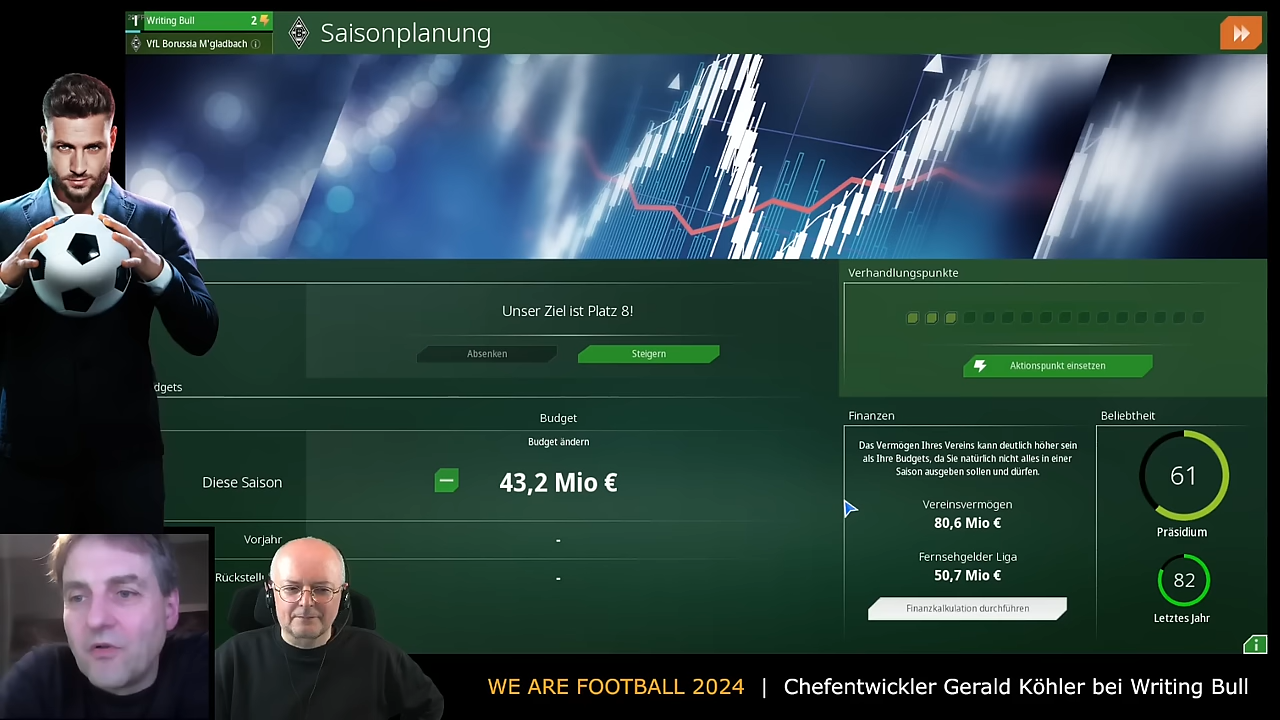 1 Writing Bull 2
VfL Borussia M'gladbach
Saisonplanung
Verhandlungspunkte
Unser Ziel ist Platz 8!
Absenken
Steigern
Aktionspunkt einsetzen
dgets
Budget
Budget ändern
Diese Saison
43,2 Mio €
Vorjahr
-
Rückstell
-
Finanzen
Das Vermögen Ihres Vereins kann deutlich höher sein
als Ihre Budgets, da Sie natürlich nicht alles in einer
Saison ausgeben sollen und dürfen.
Vereinsvermögen
80,6 Mio €
Fernsehgelder Liga
50,7 Mio €
Finanzkalkulation durchführen
Beliebtheit
61
Präsidium
82
Letztes Jahr
WE ARE FOOTBALL 2024 | Chefentwickler Gerald Köhler bei Writing Bull